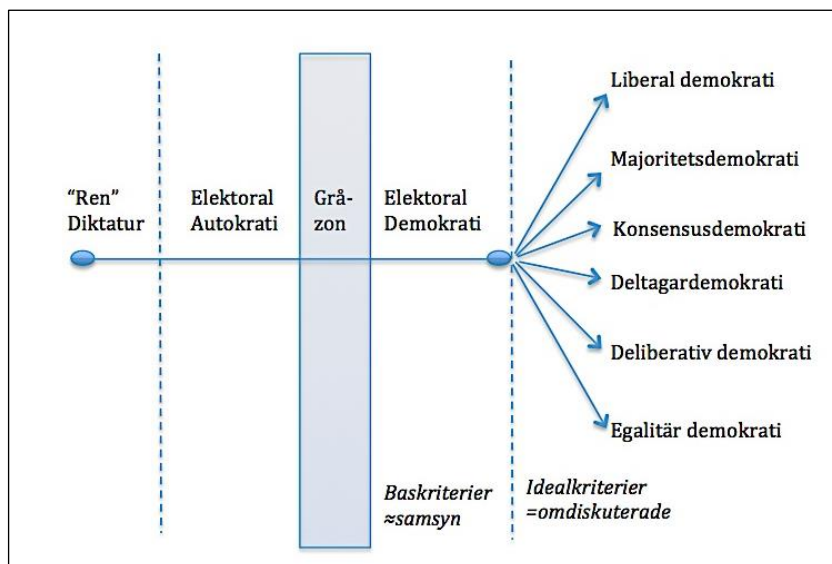 “Ren”
Diktatur
Elektoral
Autokrati
Grå-
zon
Elektoral
Demokrati
Liberal demokrati
Majoritetsdemokrati
Konsensusdemokrati
Deltagardemokrati
Deliberativ demokrati
Egalitär demokrati
Baskriterier
≈samsyn
Idealkriterier
=omdiskuterade